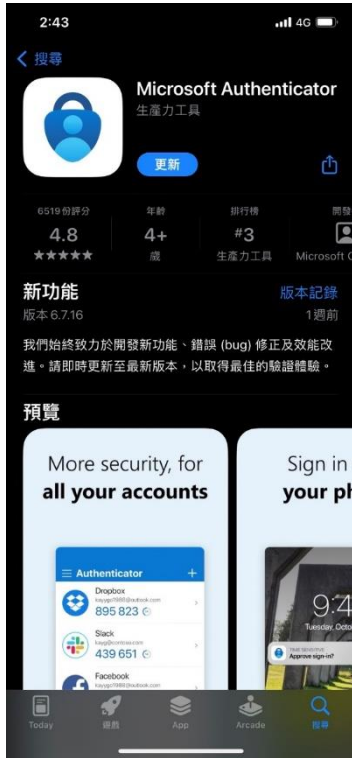 2:43
4G
搜尋
Microsoft Authenticator
生產力工具
更新
6519 份評分
年齡
排行榜
4.8
4+
#3
歲
生產力工具
Microsoft
新功能
版本記錄
版本 6.7.16
1週前
我們始終致力於開發新功能、錯誤 (bug) 修正及效能改
進。請即時更新至最新版本，以取得最佳的驗證體驗。
預覽
More security, for
all your accounts
Sign in
your
Authenticator
Dropbox
895 823
Slack
439 651
Facebook
9:4
Tuesday,
TIME SENSITIVE
Approve sign-in?
Today
遊戲
App
Arcade
搜尋